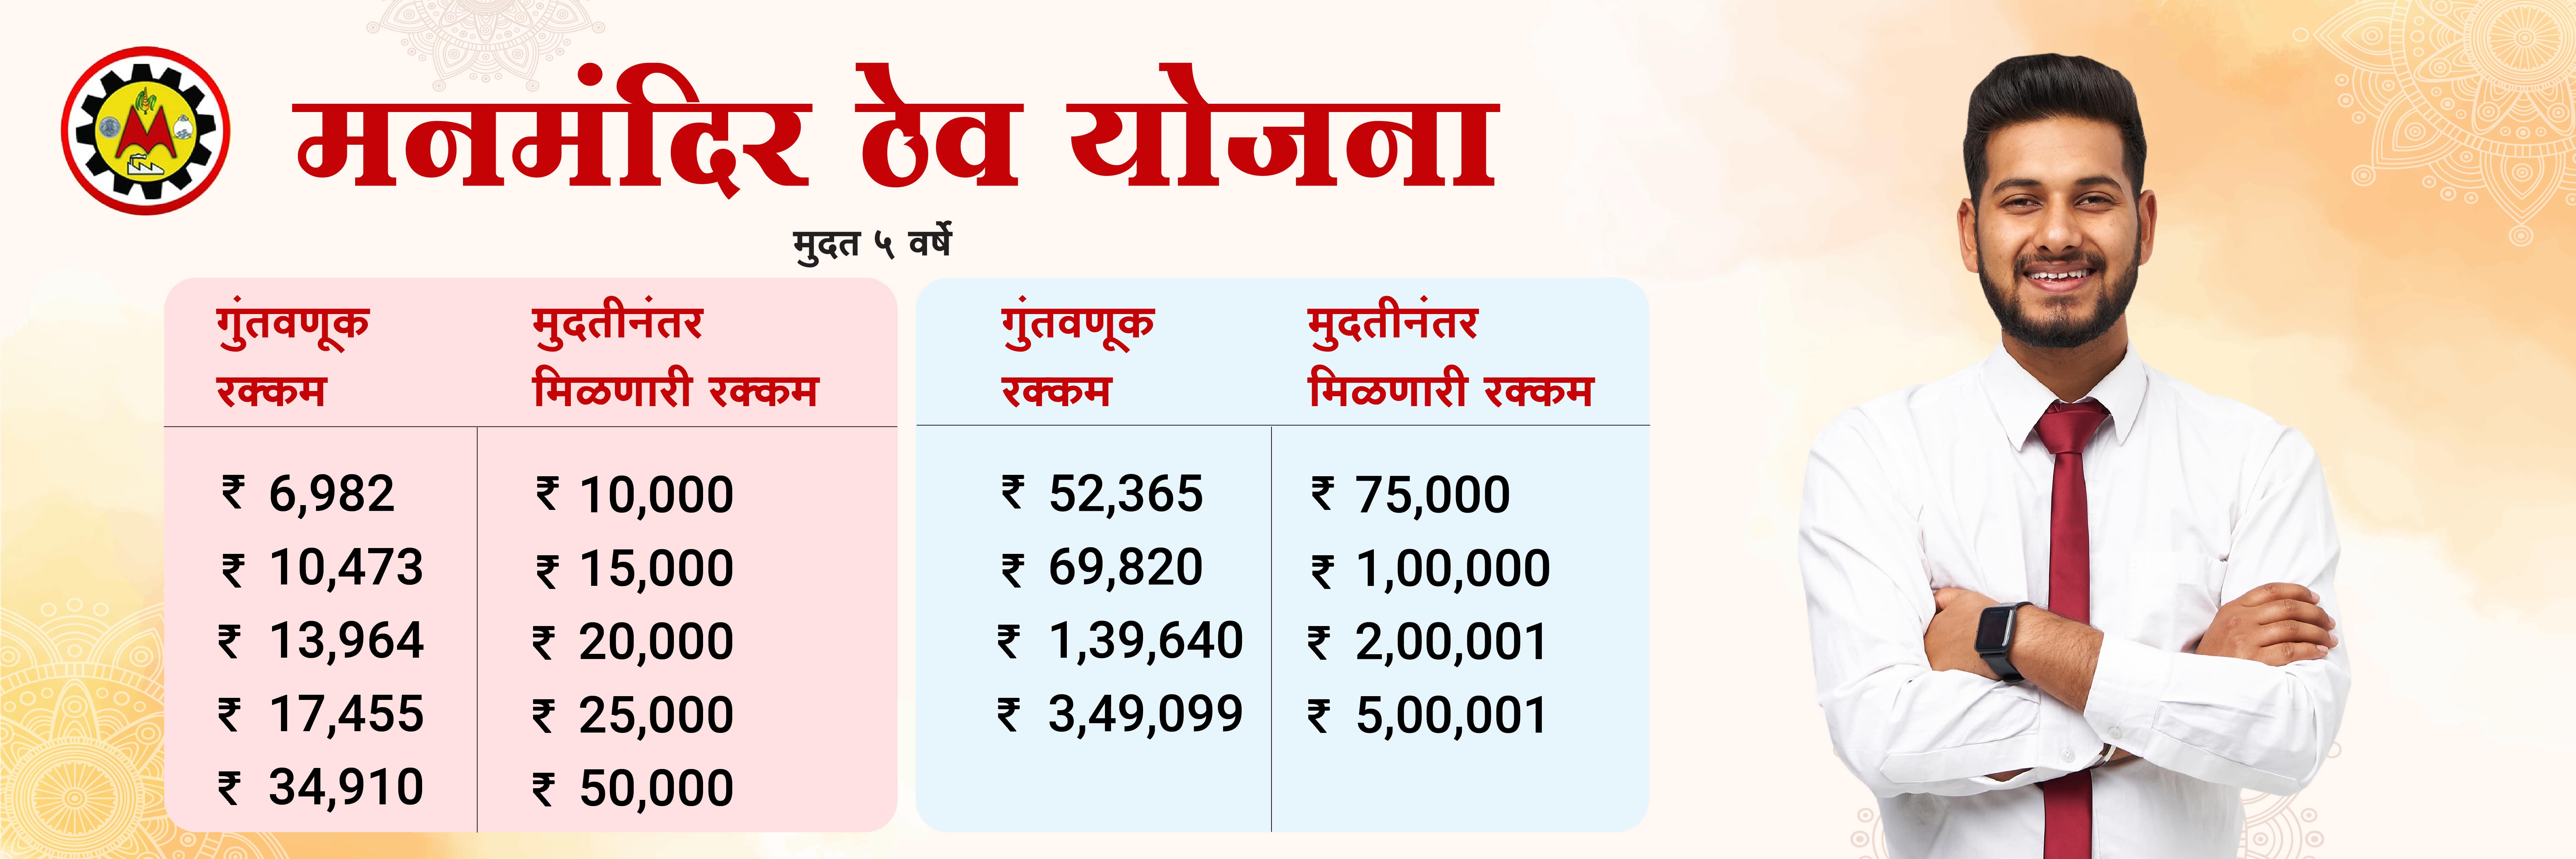 मनमंदिर ठेव योजना
मुदत ५ वर्षे
गुंतवणूक रक्कम मुदतीनंतर मिळणारी रक्कम
₹ 6,982 ₹ 10,000
₹ 10,473 ₹ 15,000
₹ 13,964 ₹ 20,000
₹ 17,455 ₹ 25,000
₹ 34,910 ₹ 50,000
गुंतवणूक रक्कम मुदतीनंतर मिळणारी रक्कम
₹ 52,365 ₹ 75,000
₹ 69,820 ₹ 1,00,000
₹ 1,39,640 ₹ 2,00,001
₹ 3,49,099 ₹ 5,00,001